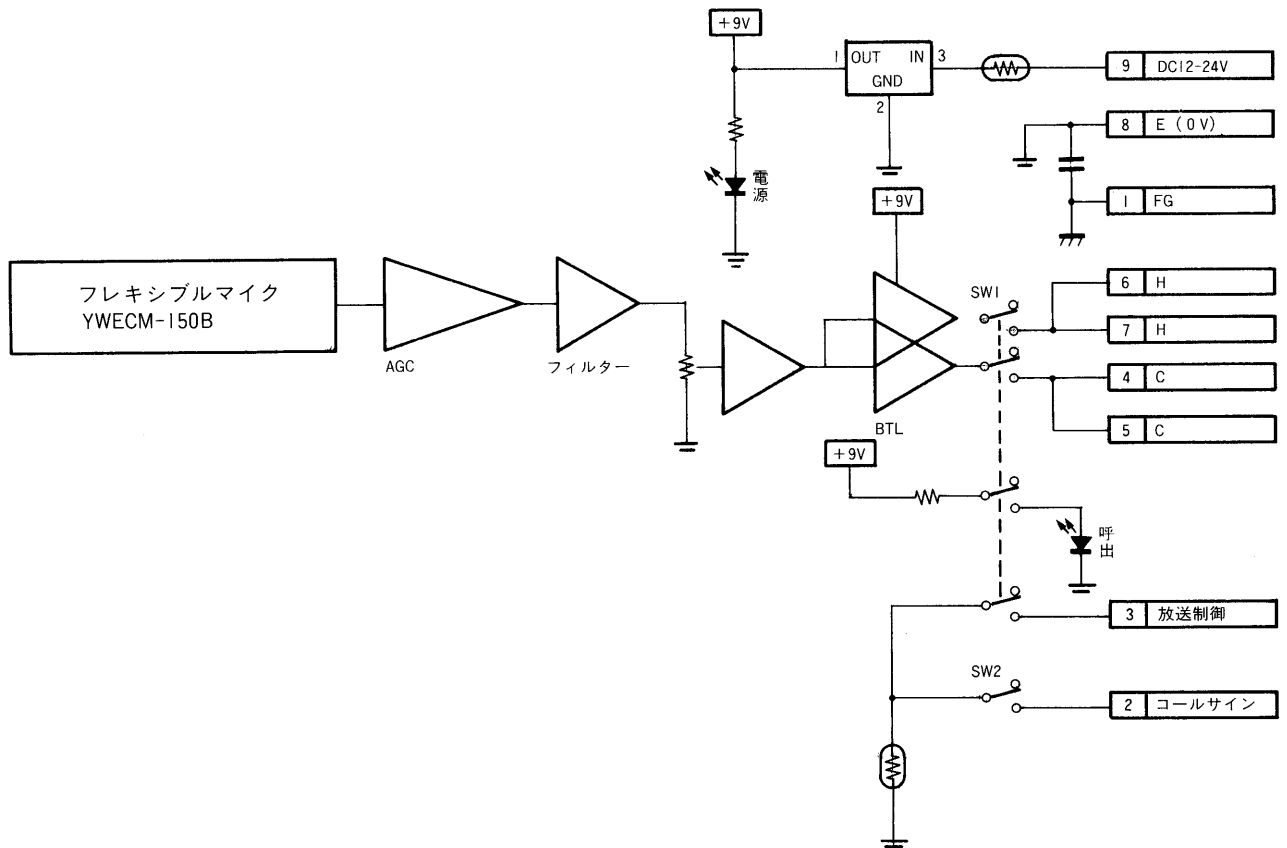 +9V
1 OUT IN 3
GND
2
9 DC12-24V
8 E (0V)
電源
+9V
1 FG
フレキシブルマイク
YWECM-150B
AGC
フィルター
BTL
SW1
6 H
7 H
4 C
5 C
+9V
呼出
3 放送制御
SW2
2 コールサイン